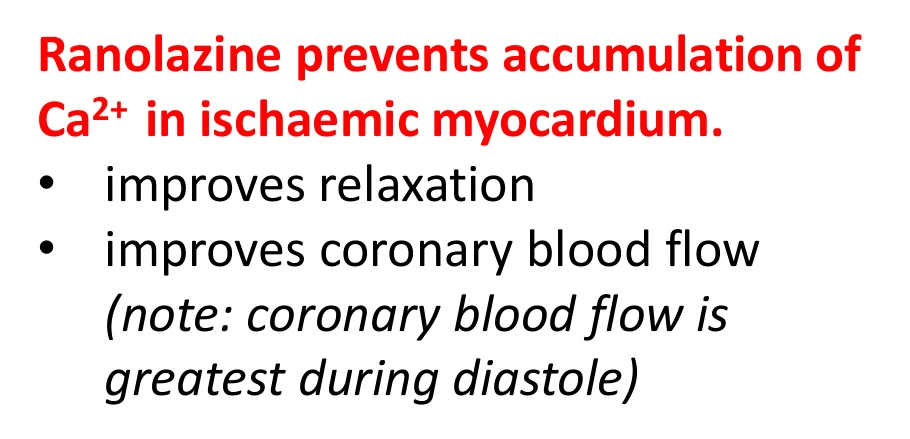 Ranolazine prevents accumulation of
Ca²⁺ in ischaemic myocardium.
• improves relaxation
• improves coronary blood flow
(note: coronary blood flow is
greatest during diastole)